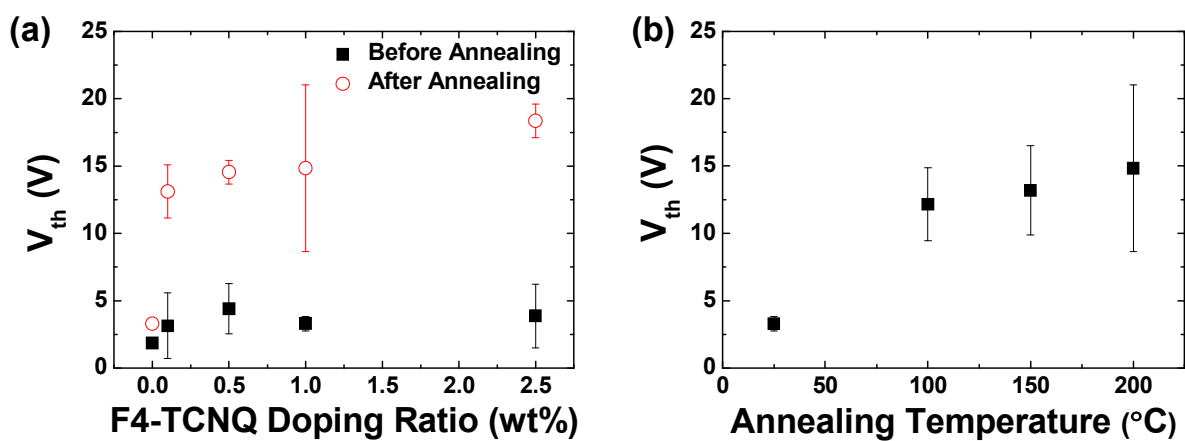 (a)
25
20
15
10
5
0
V_th (V)
Before Annealing
After Annealing
0.0 0.5 1.0 1.5 2.0 2.5
F4-TCNQ Doping Ratio (wt%)
(b)
25
20
15
10
5
0
V_th (V)
0 50 100 150 200
Annealing Temperature (°C)